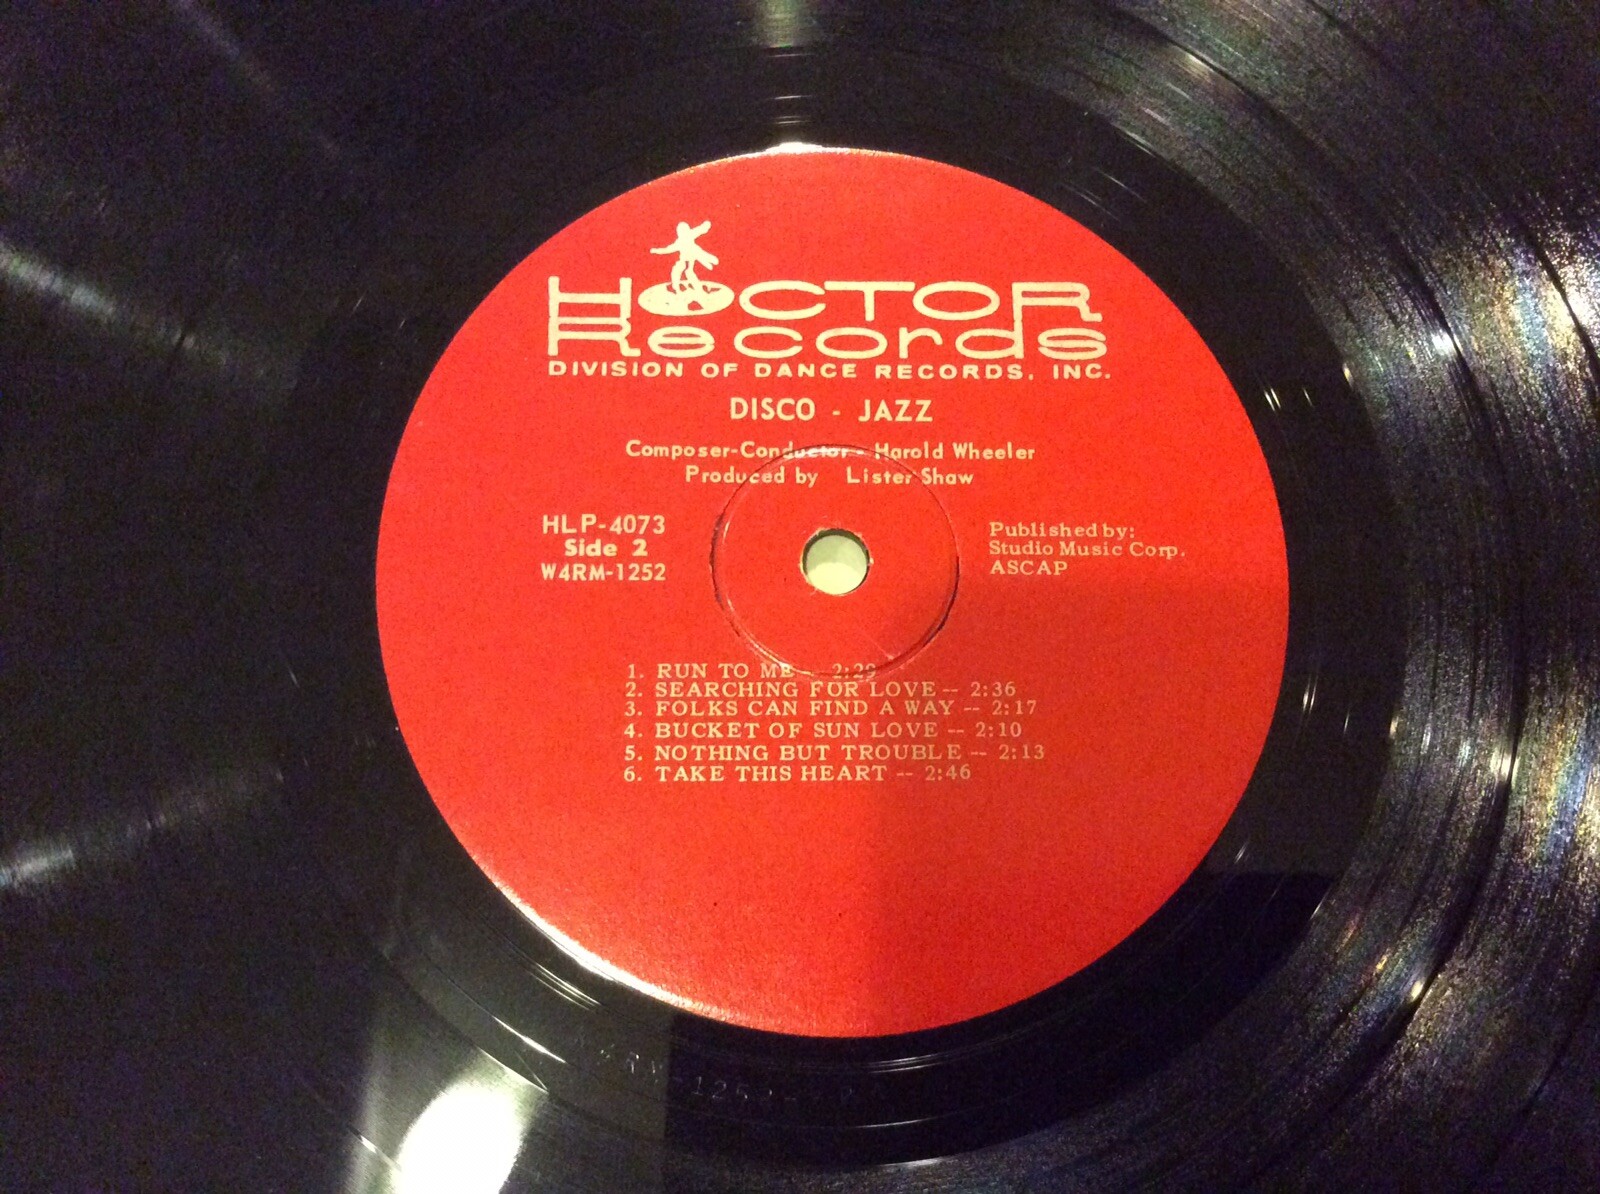 HOCTOR
Records
DIVISION OF DANCE RECORDS, INC.
DISCO - JAZZ
Composer-Conductor - Harold Wheeler
Produced by Lister Shaw
HLP-4073
Side 2
W4RM-1252
Published by:
Studio Music Corp.
ASCAP
1. RUN TO ME -- 2:29
2. SEARCHING FOR LOVE -- 2:36
3. FOLKS CAN FIND A WAY -- 2:17
4. BUCKET OF SUN LOVE -- 2:10
5. NOTHING BUT TROUBLE -- 2:13
6. TAKE THIS HEART -- 2:46